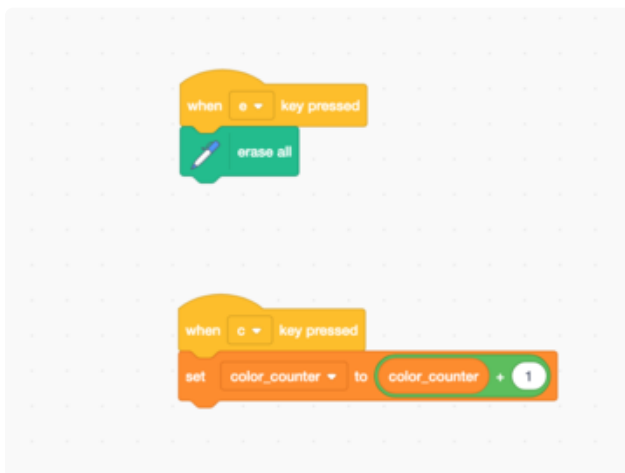 when e key pressed
erase all
when c key pressed
set color_counter to color_counter + 1